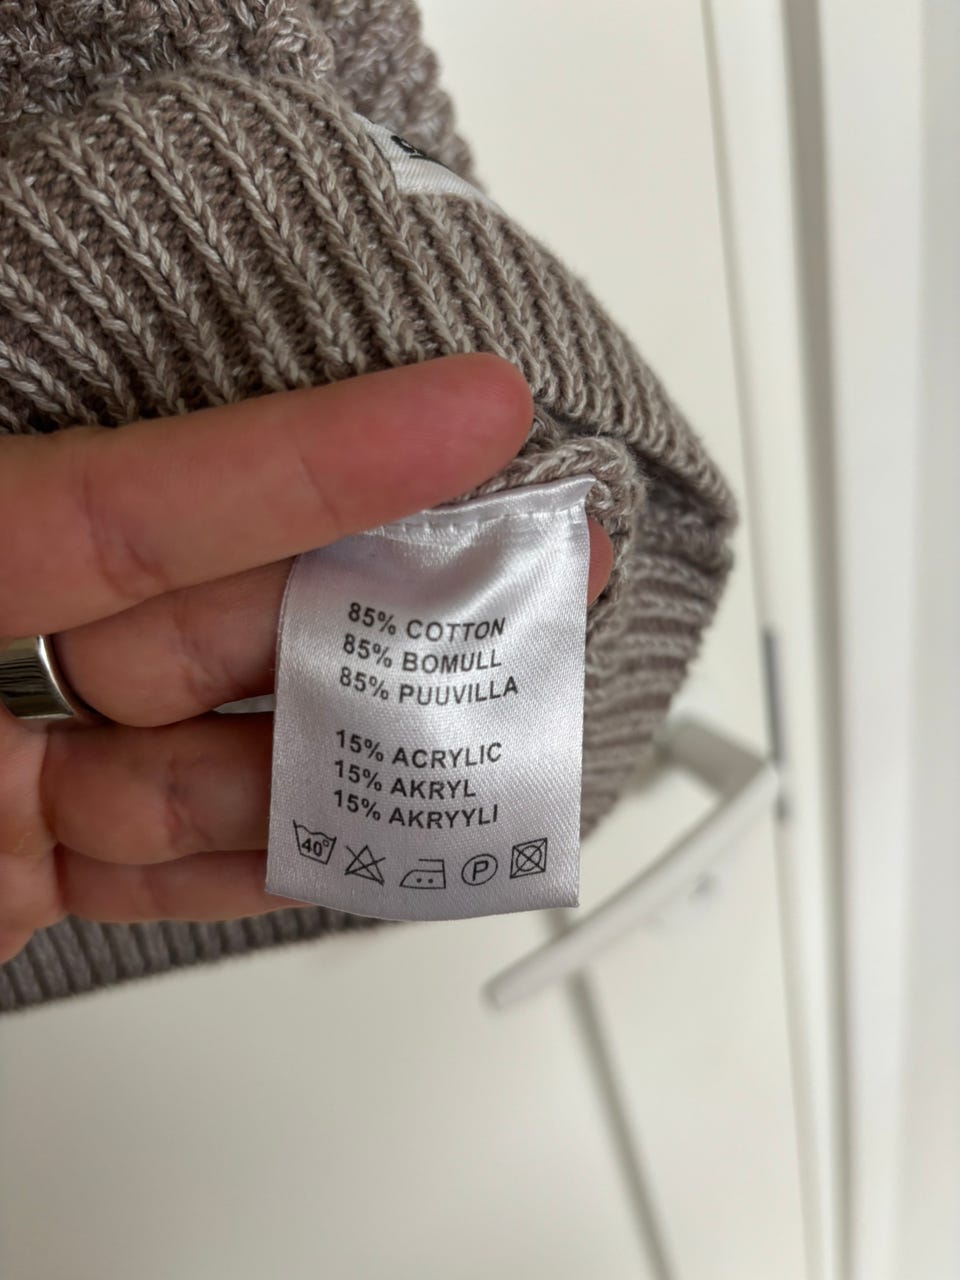 85% COTTON
85% BOMULL
85% PUUVILLA
15% ACRYLIC
15% AKRYL
15% AKRYYLI
40°
P